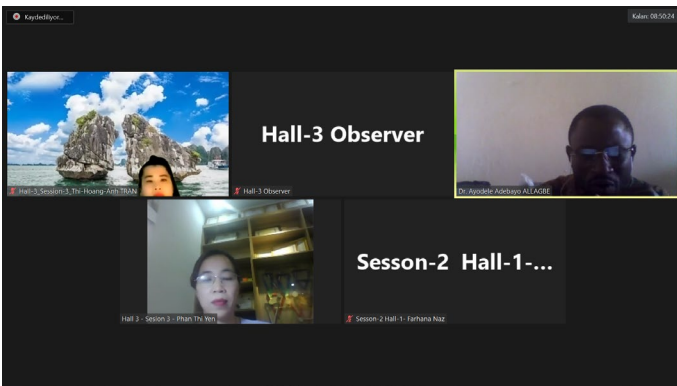 Kaydediliyor...
Kalan: 08:50:24
Hall-3_Session-3_Thi-Hoang-Anh TRAN
Hall-3 Observer
Hall-3 Observer
Dr. Ayodele Adebayo ALLAGBE
Hall 3 - Sesion 3 - Phan Thi Yen
Sesson-2 Hall-1-...
Sesson-2 Hall-1- Farhana Naz